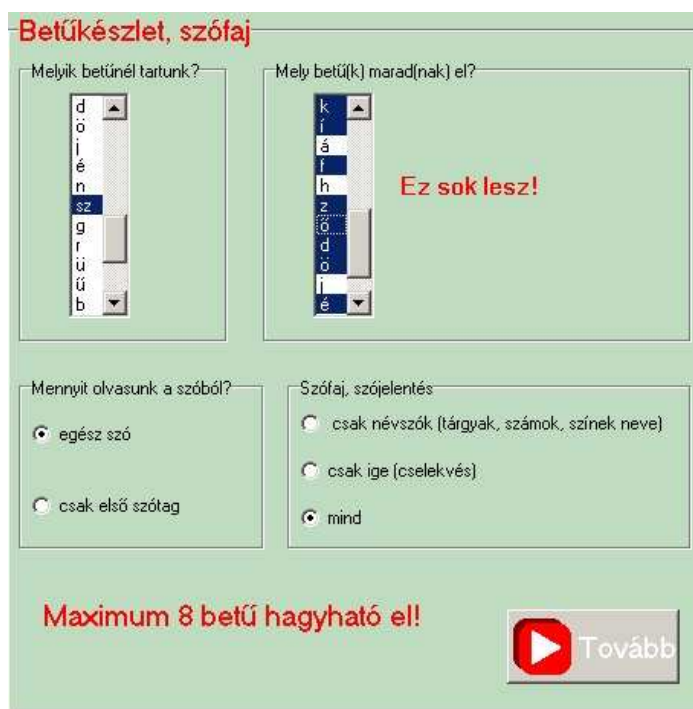 Betűkészlet, szófaj
Melyik betűnél tartunk?
d
ö
j
é
n
sz
g
r
ü
ű
b
Mely betű(k) marad(nak) el?
k
í
á
f
h
z
ő
d
ö
j
é
Ez sok lesz!
Mennyit olvasunk a szóból?
egész szó
csak első szótag
Szófaj, szójelentés
csak névszók (tárgyak, számok, színek neve)
csak ige (cselekvés)
mind
Maximum 8 betű hagyható el!
Tovább